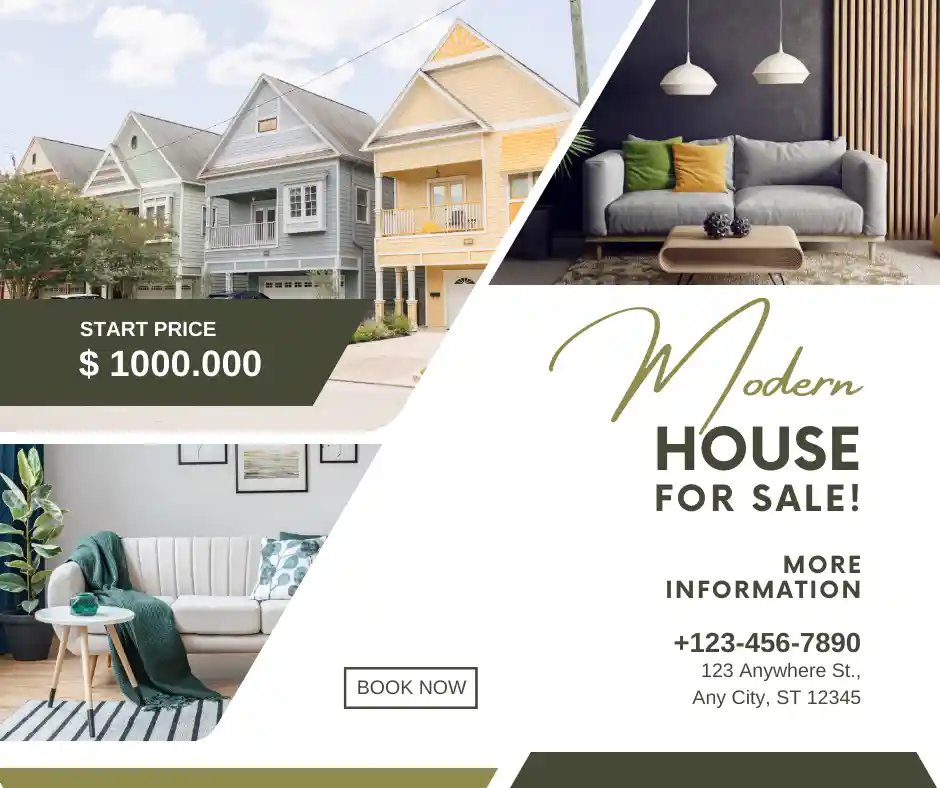 START PRICE
$ 1000.000
Modern
HOUSE
FOR SALE!
MORE
INFORMATION
+123-456-7890
123 Anywhere St.,
Any City, ST 12345
BOOK NOW